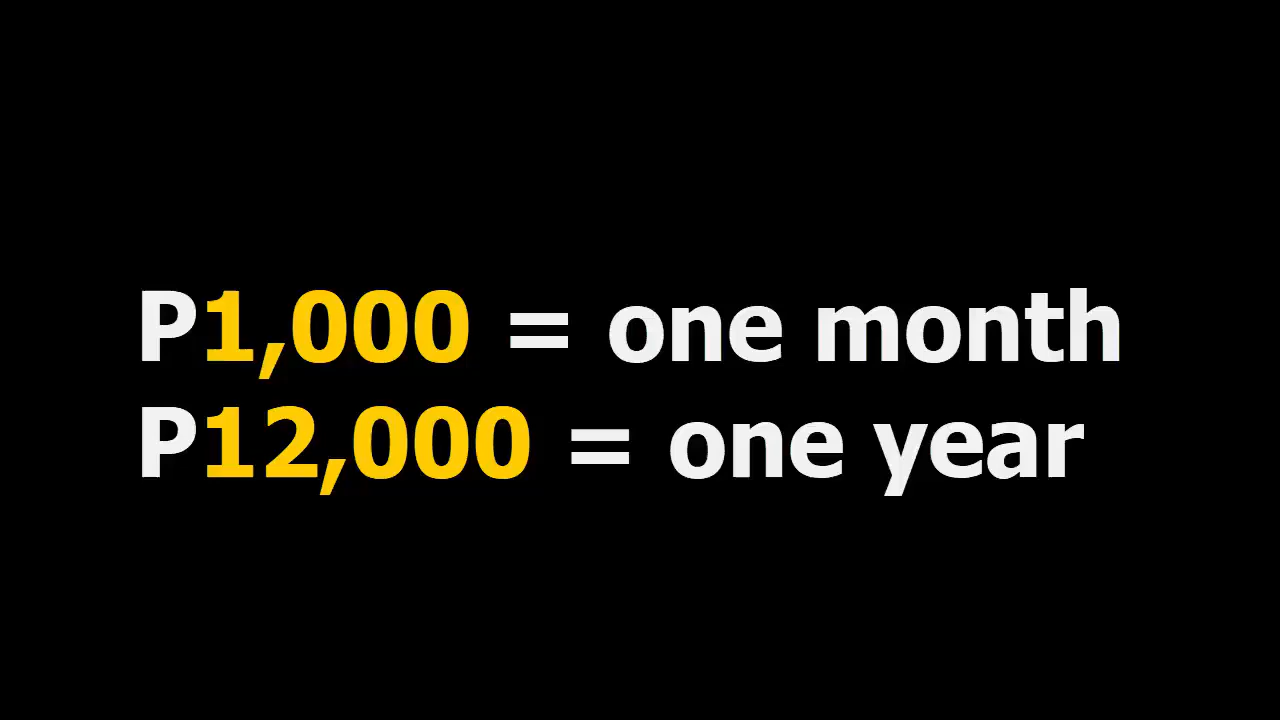 P1,000 = one month
P12,000 = one year